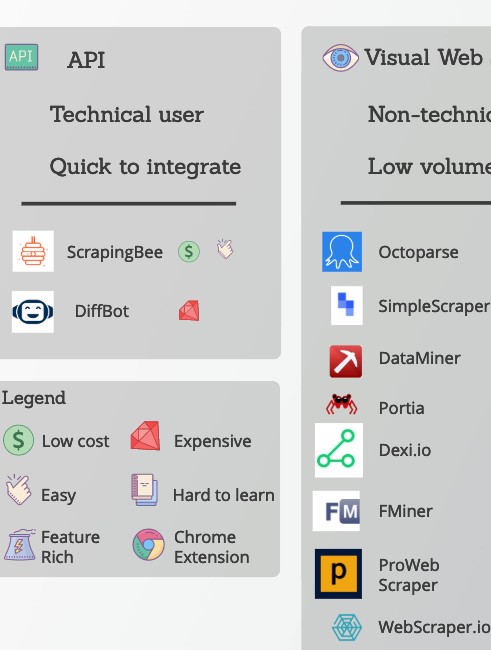 API
API
Technical user
Quick to integrate
ScrapingBee
$
DiffBot
Legend
$
Low cost
Expensive
Easy
Hard to learn
Feature
Rich
Chrome
Extension
Visual Web
Non-technic
Low volume
Octoparse
SimpleScraper
DataMiner
Portia
Dexi.io
FM
FMiner
p
ProWeb
Scraper
WebScraper.io